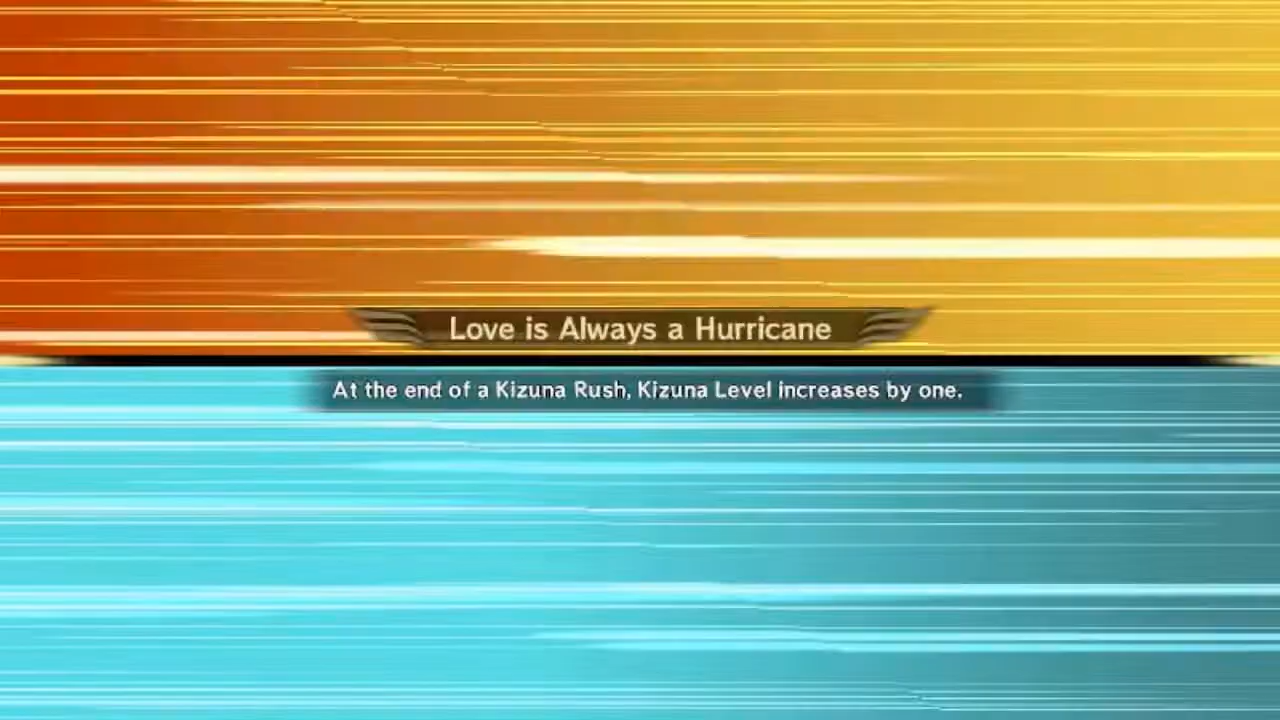 Love is Always a Hurricane
At the end of a Kizuna Rush, Kizuna Level increases by one.